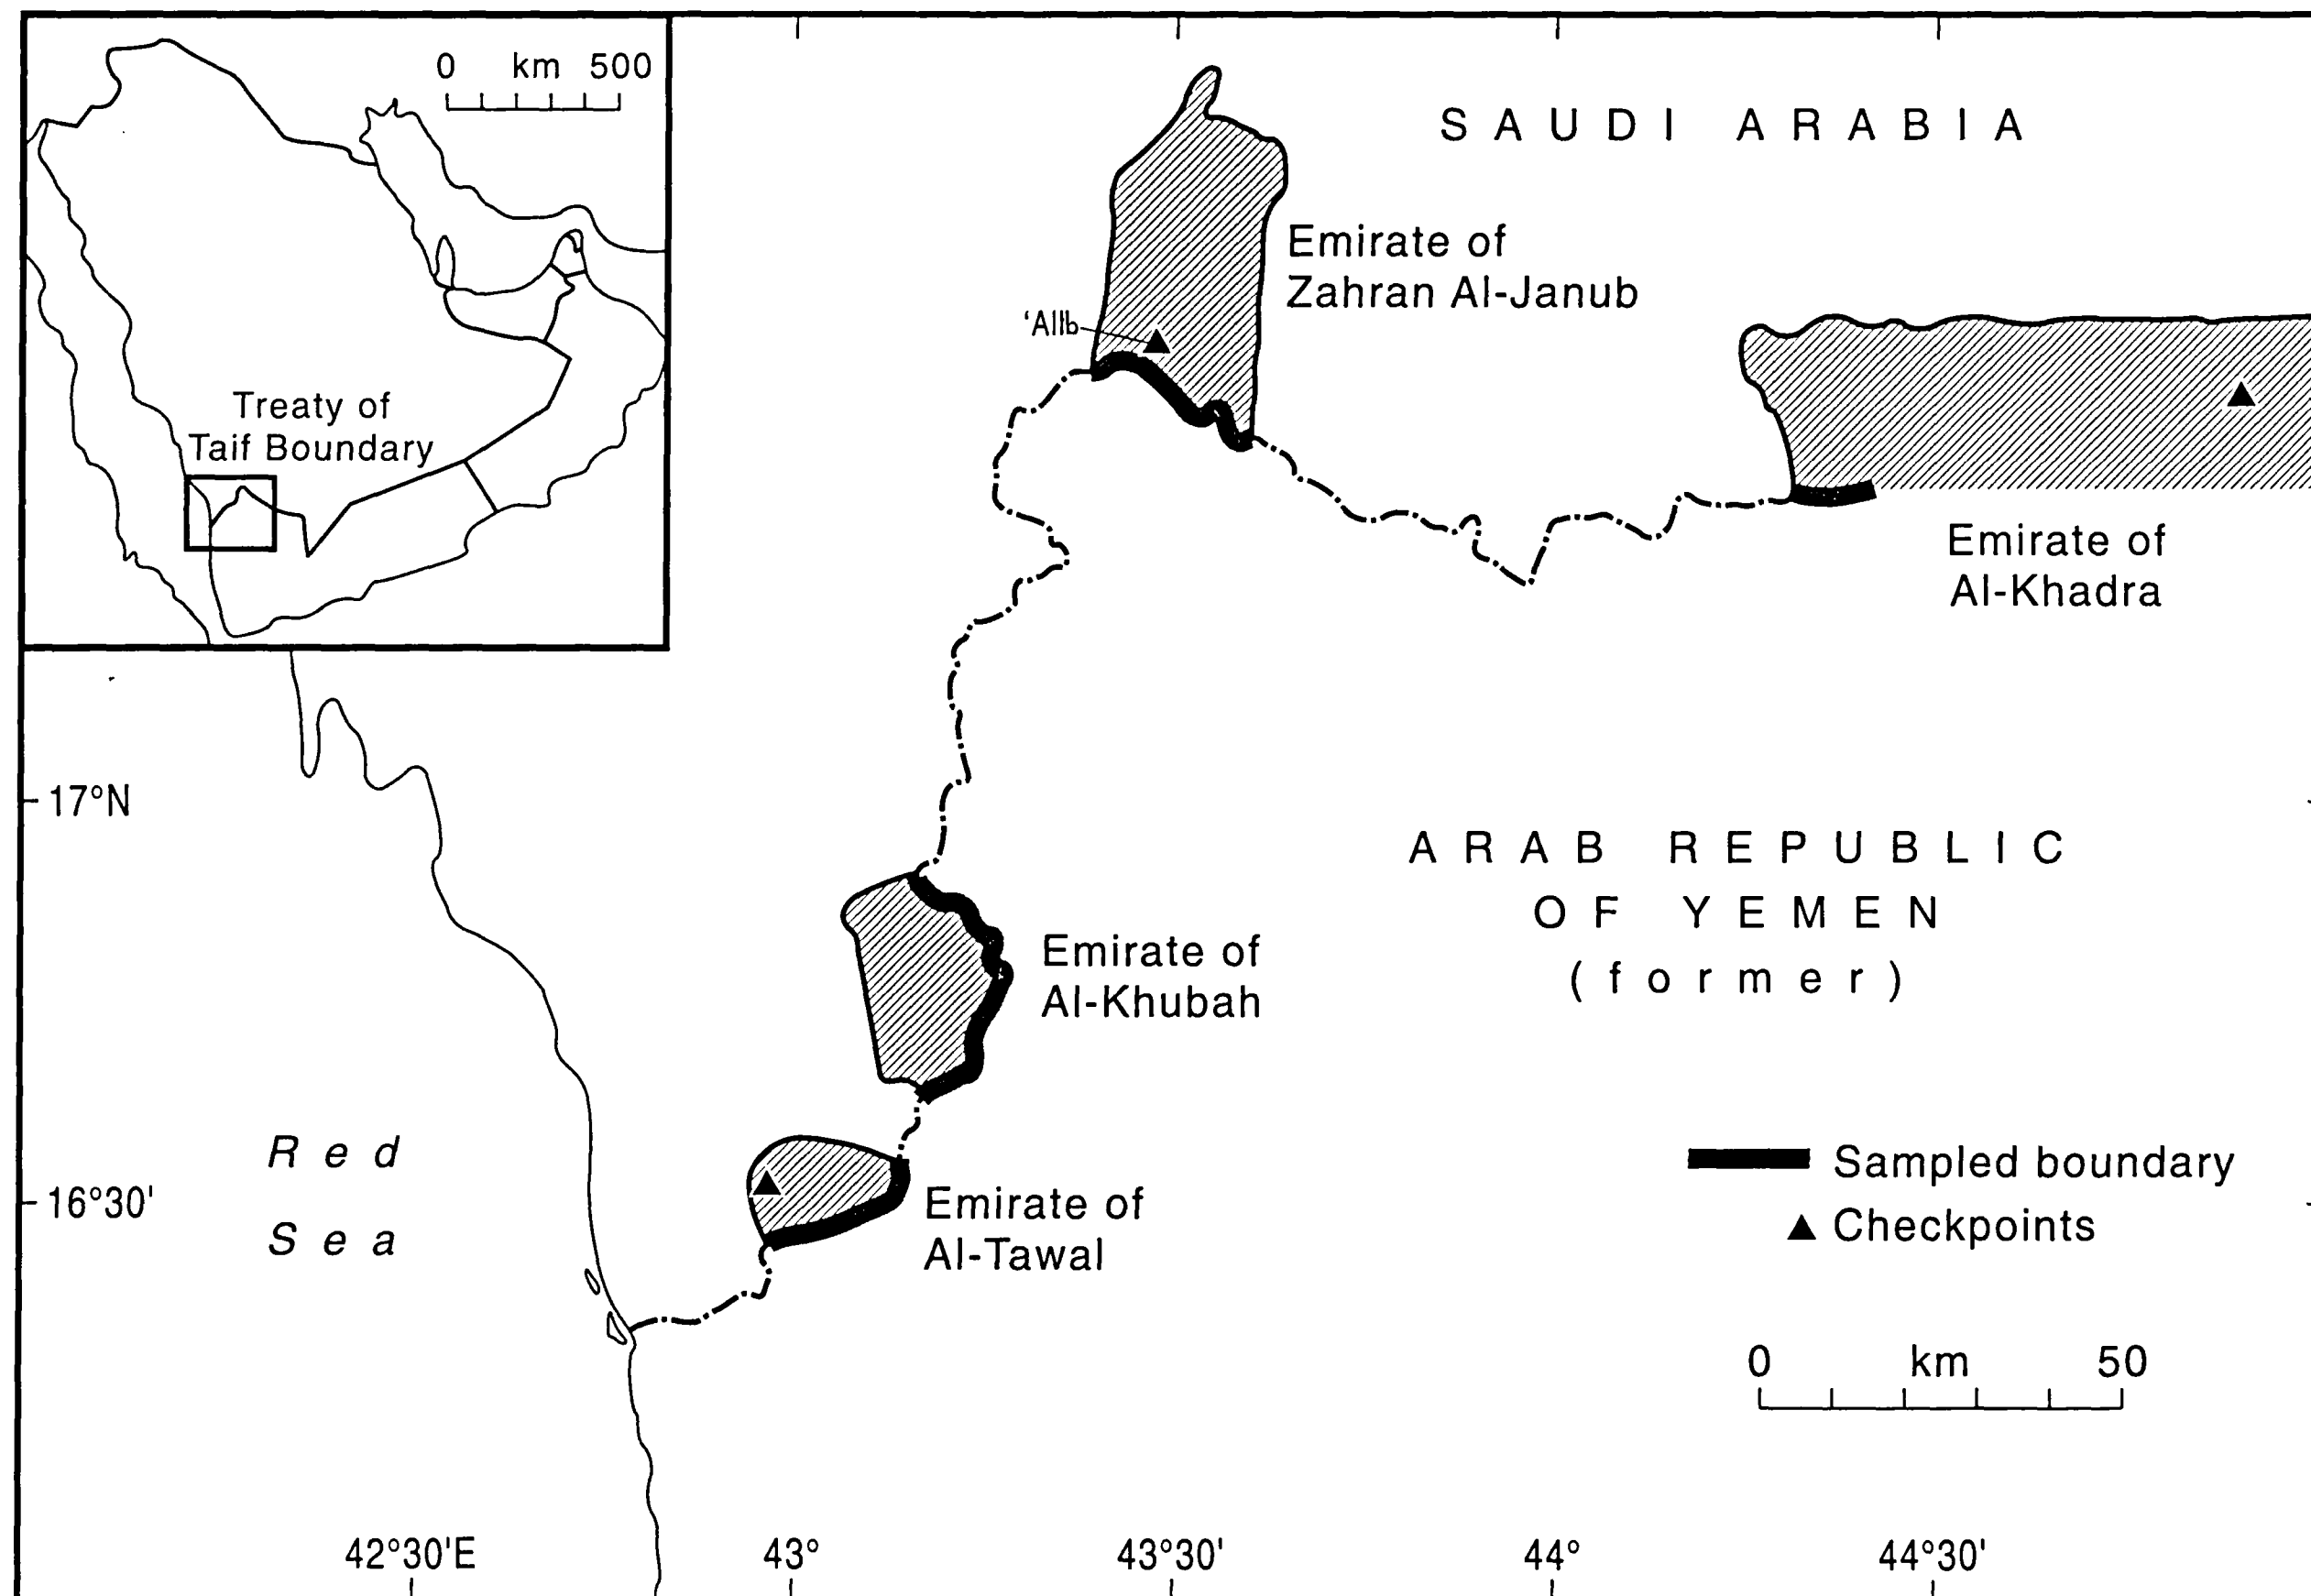 0 km 500
Treaty of
Taif Boundary
SAUDI ARABIA
Emirate of
Zahran Al-Janub
'Allb
Emirate of
Al-Khadra
17°N
ARAB REPUBLIC
OF YEMEN
(former)
Emirate of
Al-Khubah
Red
Sea
16°30'
Emirate of
Al-Tawal
Sampled boundary
Checkpoints
0 km 50
42°30'E 43° 43°30' 44° 44°30'